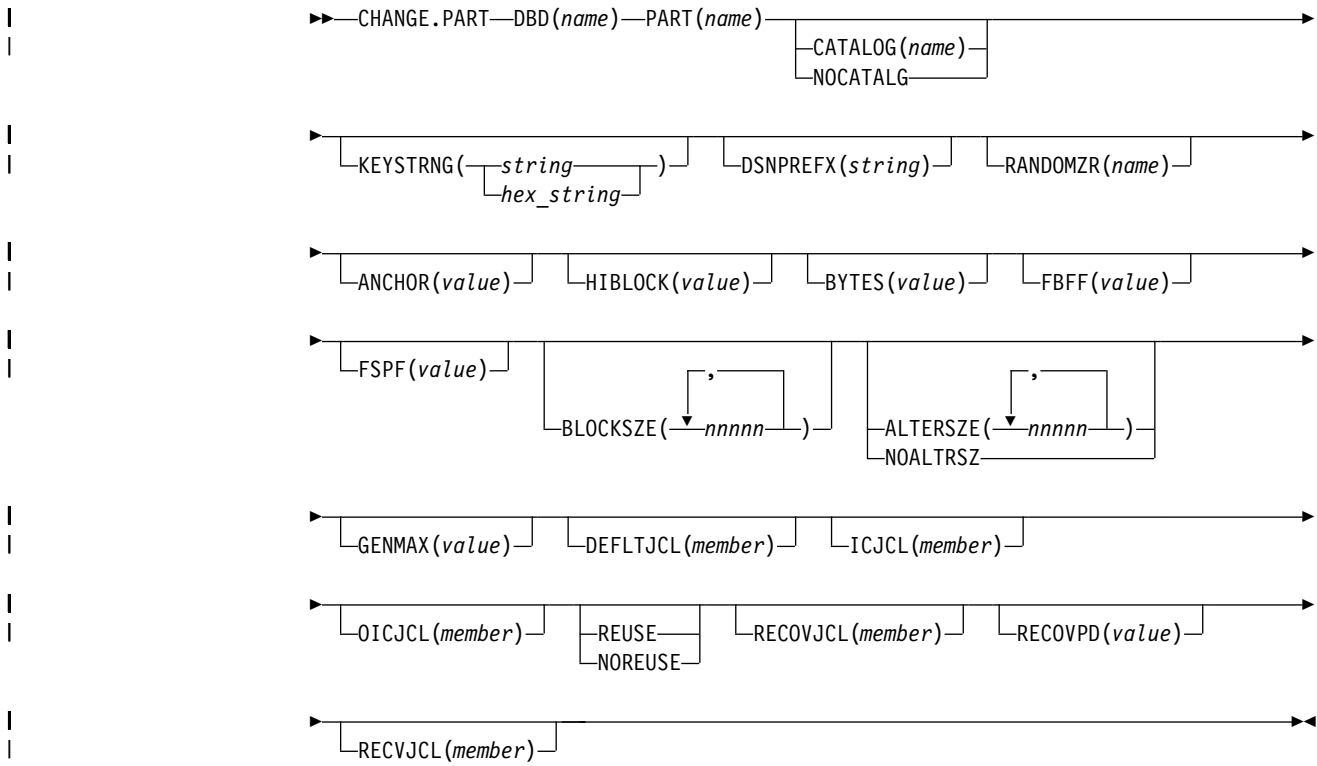 CHANGE.PART DBD(name) PART(name)
CATALOG(name)
NOCATALG
KEYSTRNG( string ) DSNPREFX(string) RANDOMZR(name)
hex_string
ANCHOR(value) HIBLOCK(value) BYTES(value) FBFF(value)
FSPF(value)
, ,
BLOCKSZE( nnnnn ) ALTERSZE( nnnnn )
NOALTRSZ
GENMAX(value) DEFLTJCL(member) ICJCL(member)
OICJCL(member) REUSE RECOVJCL(member) RECOVPD(value)
NOREUSE
RECVJCL(member)